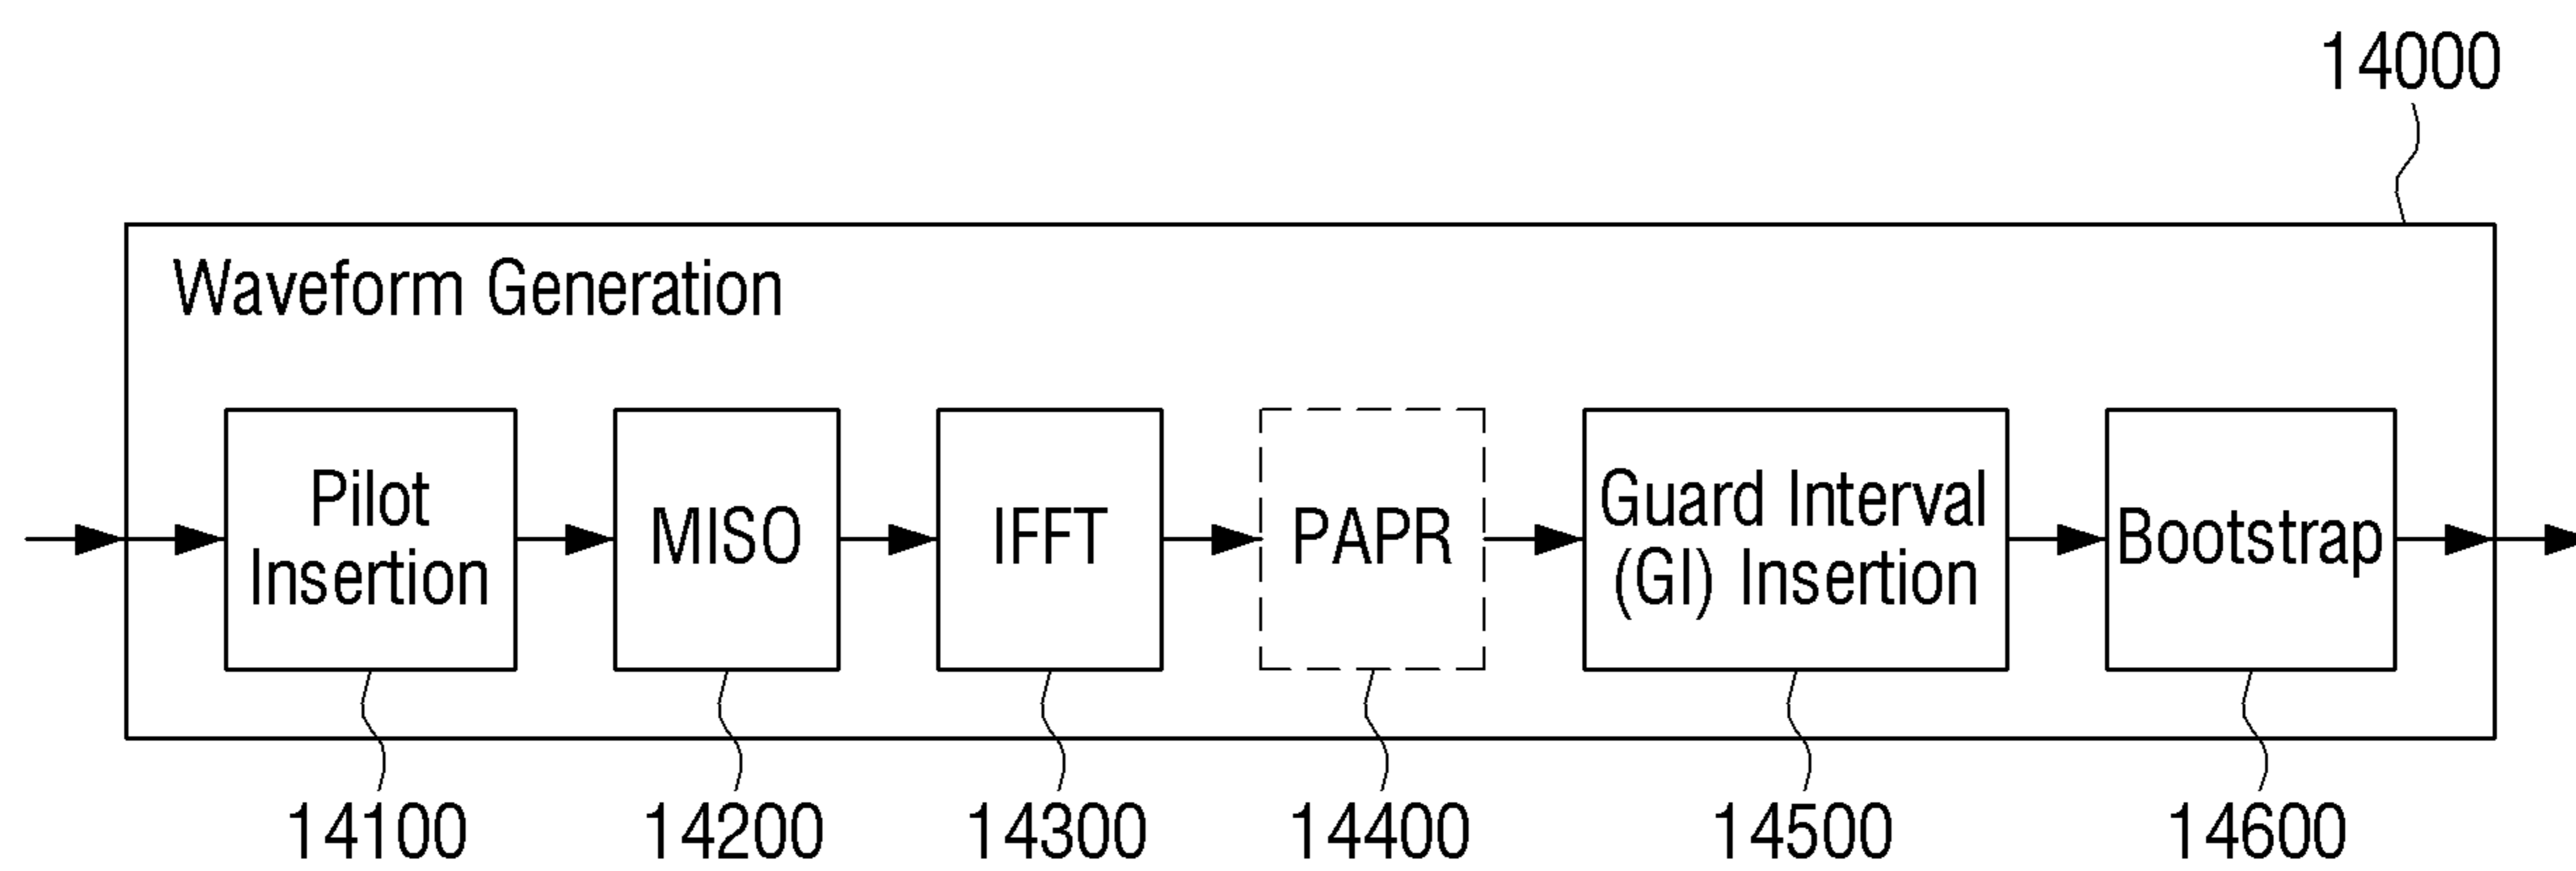 14000
Waveform Generation
Pilot
Insertion
MISO
IFFT
PAPR
Guard Interval
(GI) Insertion
Bootstrap
14100
14200
14300
14400
14500
14600